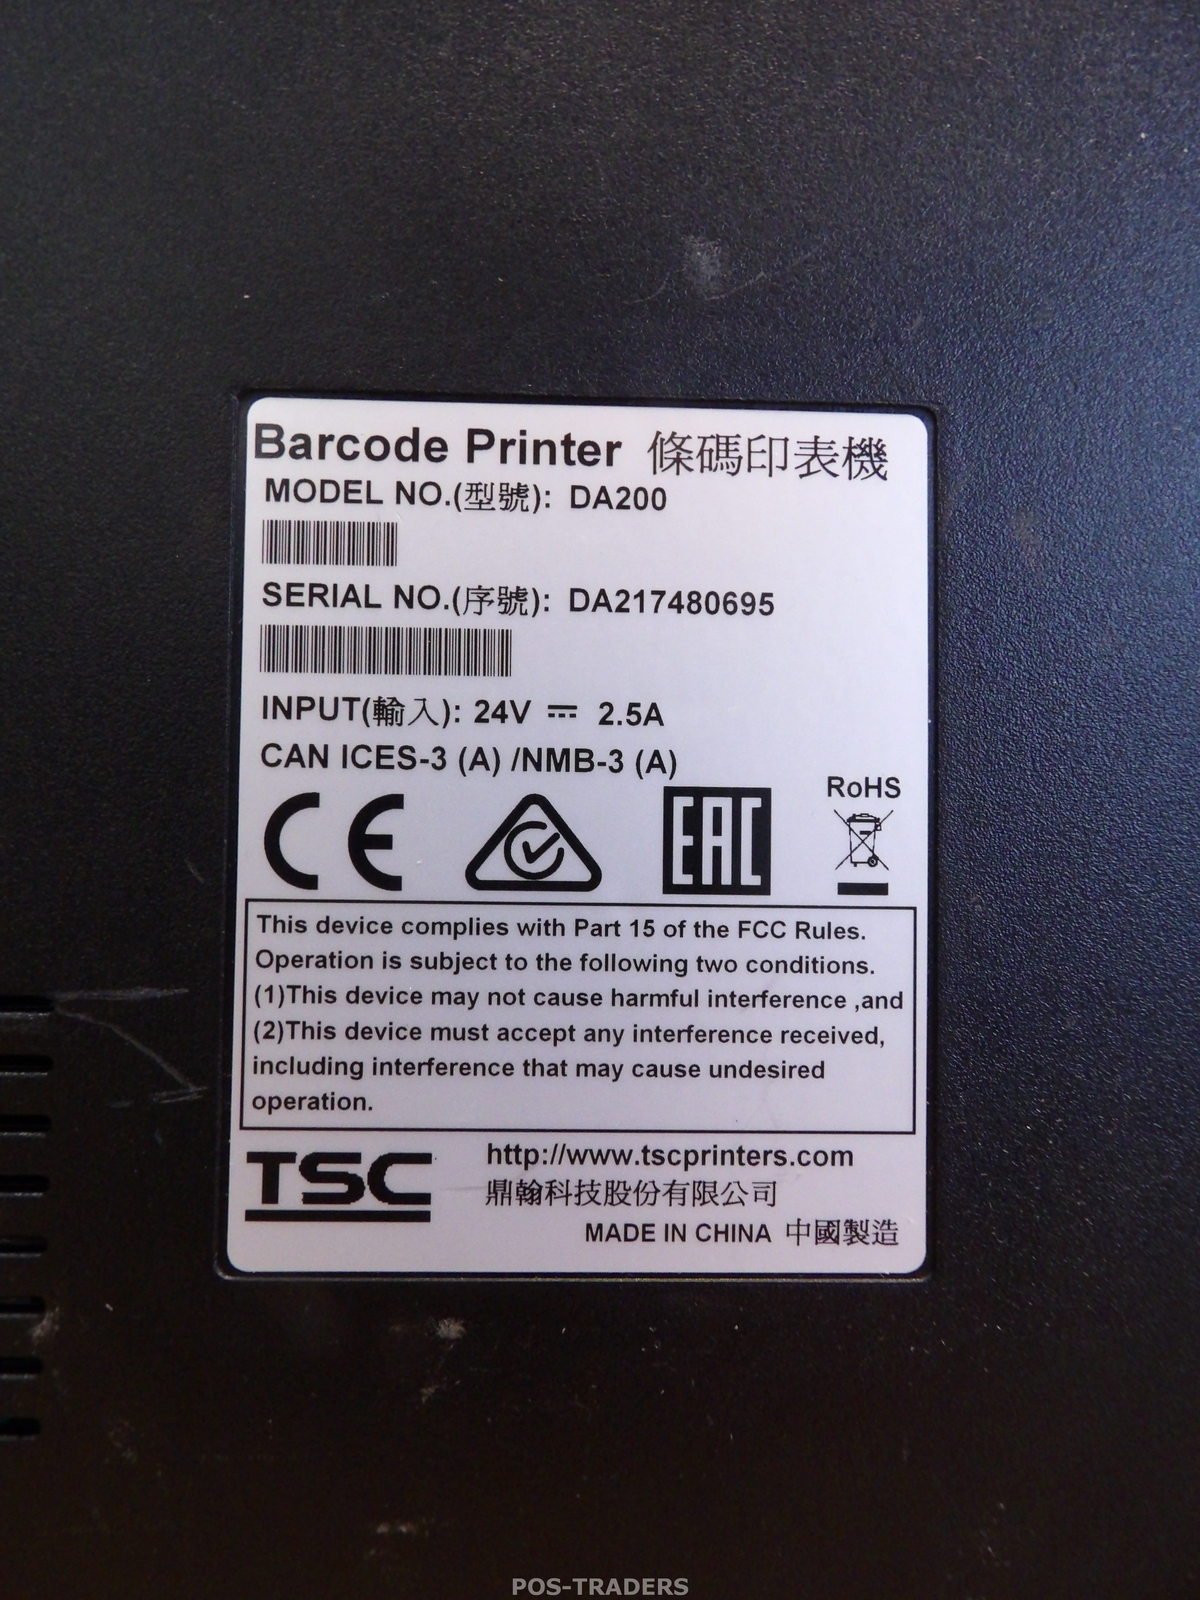 Barcode Printer 條碼印表機
MODEL NO.(型號): DA200
SERIAL NO.(序號): DA217480695
INPUT(輸入): 24V ⎓ 2.5A
CAN ICES-3 (A) /NMB-3 (A)
RoHS
CE
EAC
This device complies with Part 15 of the FCC Rules.
Operation is subject to the following two conditions.
(1)This device may not cause harmful interference ,and
(2)This device must accept any interference received,
including interference that may cause undesired
operation.
TSC
http://www.tscprinters.com
鼎翰科技股份有限公司
MADE IN CHINA 中國製造
POS-TRADERS